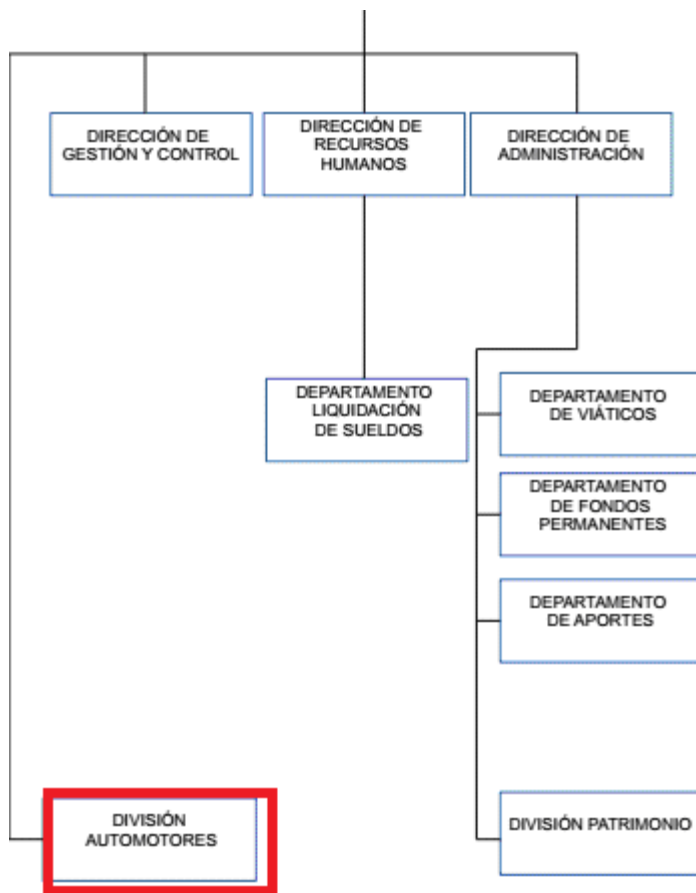 DIRECCIÓN DE
GESTIÓN Y CONTROL
DIRECCIÓN DE
RECURSOS
HUMANOS
DIRECCIÓN DE
ADMINISTRACIÓN
DEPARTAMENTO
LIQUIDACIÓN
DE SUELDOS
DEPARTAMENTO
DE VIÁTICOS
DEPARTAMENTO
DE FONDOS
PERMANENTES
DEPARTAMENTO
DE APORTES
DIVISIÓN
AUTOMOTORES
DIVISIÓN PATRIMONIO